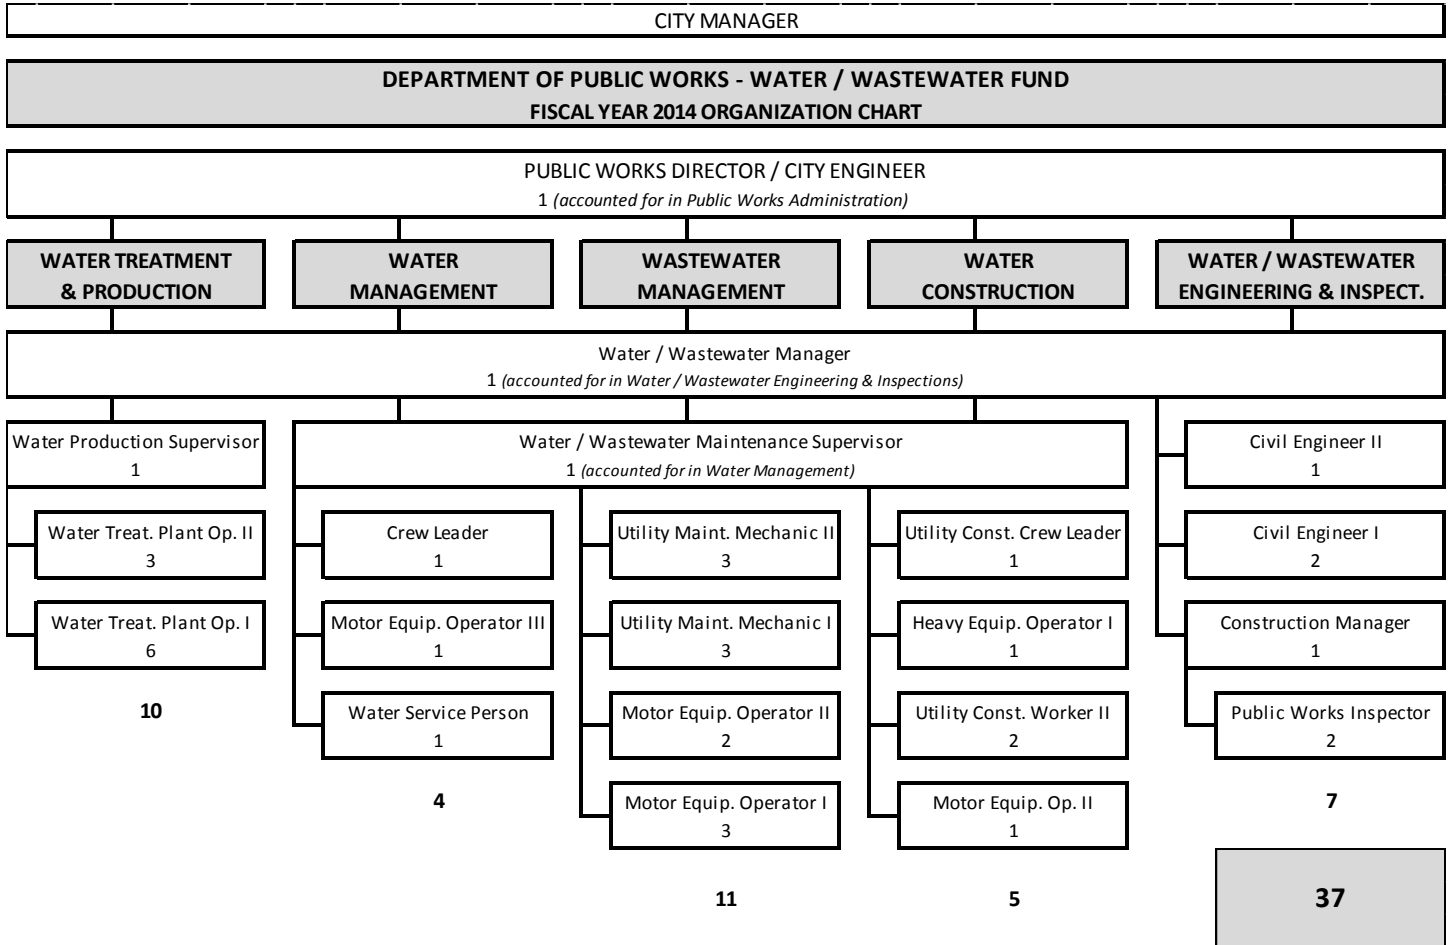 CITY MANAGER
DEPARTMENT OF PUBLIC WORKS - WATER / WASTEWATER FUND
FISCAL YEAR 2014 ORGANIZATION CHART
PUBLIC WORKS DIRECTOR / CITY ENGINEER
1 (accounted for in Public Works Administration)
WATER TREATMENT
& PRODUCTION
WATER
MANAGEMENT
WASTEWATER
MANAGEMENT
WATER
CONSTRUCTION
WATER / WASTEWATER
ENGINEERING & INSPECT.
Water / Wastewater Manager
1 (accounted for in Water / Wastewater Engineering & Inspections)
Water Production Supervisor
1
Water Treat. Plant Op. II
3
Water Treat. Plant Op. I
6
10
Water / Wastewater Maintenance Supervisor
1 (accounted for in Water Management)
Crew Leader
1
Motor Equip. Operator III
1
Water Service Person
1
4
Utility Maint. Mechanic II
3
Utility Maint. Mechanic I
3
Motor Equip. Operator II
2
Motor Equip. Operator I
3
11
Utility Const. Crew Leader
1
Heavy Equip. Operator I
1
Utility Const. Worker II
2
Motor Equip. Op. II
1
5
Civil Engineer II
1
Civil Engineer I
2
Construction Manager
1
Public Works Inspector
2
7
37